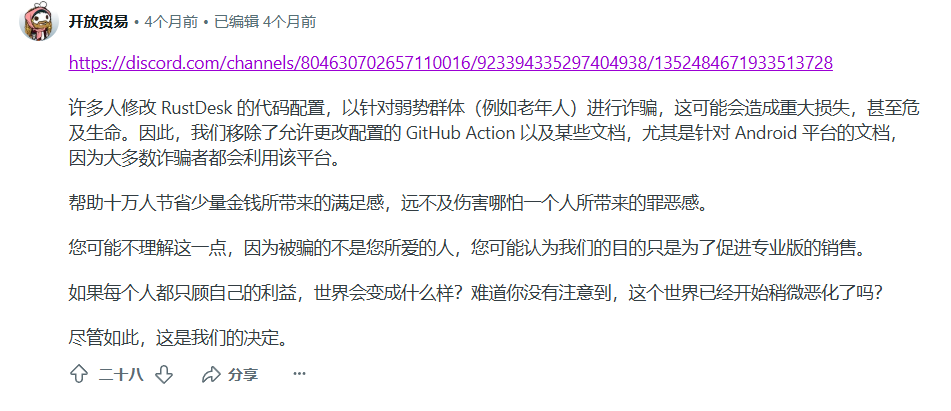 开放贸易 • 4个月前 • 已编辑 4个月前
https://discord.com/channels/804630702657110016/923394335297404938/1352484671933513728
许多人修改 RustDesk 的代码配置，以针对弱势群体（例如老年人）进行诈骗，这可能会造成重大损失，甚至危
及生命。因此，我们移除了允许更改配置的 GitHub Action 以及某些文档，尤其是针对 Android 平台的文档，
因为大多数诈骗者都会利用该平台。
帮助十万人节省少量金钱所带来的满足感，远不及伤害哪怕一个人所带来的罪恶感。
您可能不理解这一点，因为被骗的不是您所爱的人，您可能认为我们的目的只是为了促进专业版的销售。
如果每个人都只顾自己的利益，世界会变成什么样？难道你没有注意到，这个世界已经开始稍微恶化了吗？
尽管如此，这是我们的决定。
二十八 分享 ...